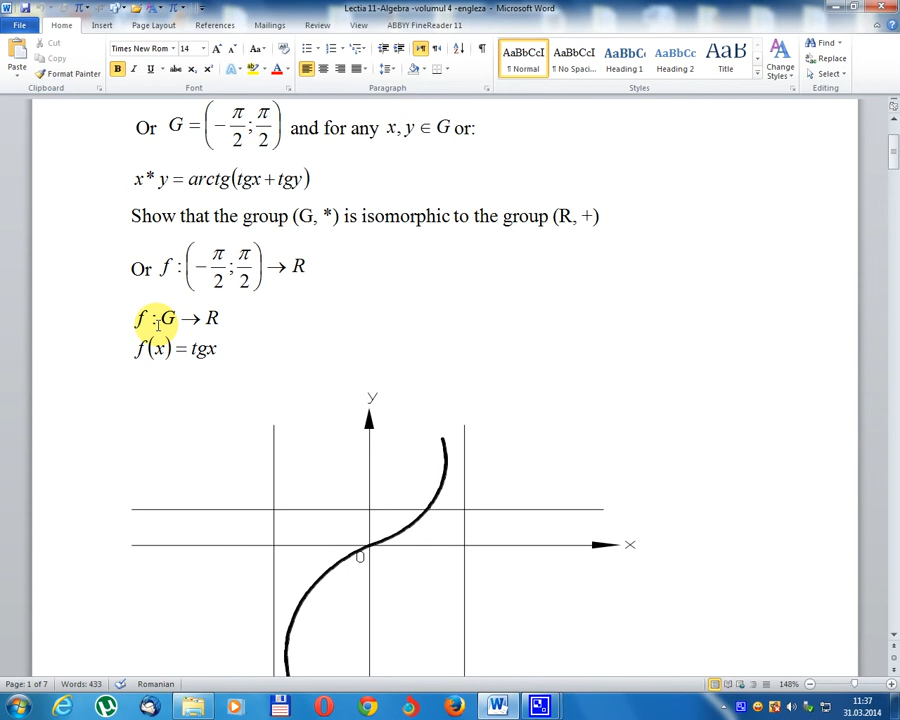 Lectia 11-Algebra -volumul 4 -engleza - Microsoft Word
File Home Insert Page Layout References Mailings Review View ABBYY FineReader 11
Cut
Copy
Format Painter
Paste
Clipboard
Times New Rom 14
Font
Paragraph
AaBbCcI AaBbCcI AaBbC AaBbCc AaB
¶ Normal ¶ No Spaci... Heading 1 Heading 2 Title
Change Styles
Styles
Find
Replace
Select
Editing
Or G = (−π/2 ; π/2) and for any x, y ∈ G or:
x * y = arctg(tgx + tgy)
Show that the group (G, *) is isomorphic to the group (R, +)
Or f : (−π/2 ; π/2) → R
f : G → R
f(x) = tgx
y
x
O
Page: 1 of 7 Words: 433 Romanian 148%
11:37
31.03.2014